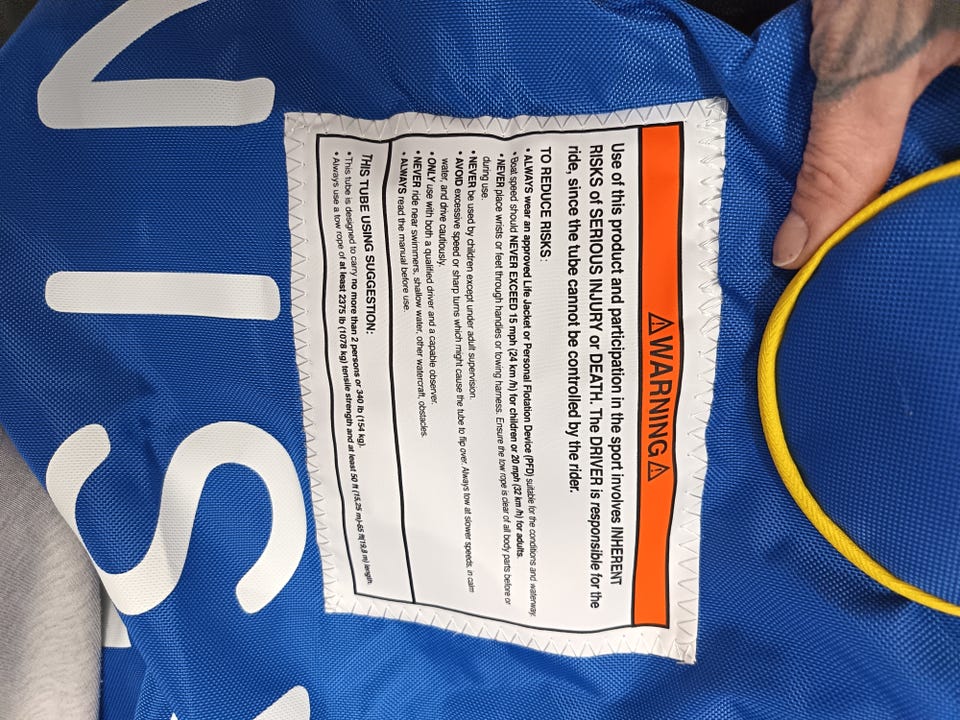 ⚠WARNING⚠
Use of this product and participation in the sport involves INHERENT
RISKS of SERIOUS INJURY or DEATH. The DRIVER is responsible for the
ride, since the tube cannot be controlled by the rider.
TO REDUCE RISKS:
• ALWAYS wear an approved Life Jacket or Personal Flotation Device (PFD) suitable for the conditions and waterway.
• Boat speed should NEVER EXCEED 15 mph (24 km /h) for children or 20 mph (32 km /h) for adults.
• NEVER place wrists or feet through handles or towing harness. Ensure the tow rope is clear of all body parts before or
during use.
• NEVER be used by children except under adult supervision.
• AVOID excessive speed or sharp turns which might cause the tube to flip over. Always tow at slower speeds, in calm
water, and drive cautiously.
• ONLY use with both a qualified driver and a capable observer.
• NEVER ride near swimmers, shallow water, other watercraft, obstacles.
• ALWAYS read the manual before use.
THIS TUBE USING SUGGESTION:
• This tube is designed to carry no more than 2 persons or 340 lb (154 kg).
• Always use a tow rope of at least 2375 lb (1078 kg) tensile strength and at least 50 ft (15,25 m)-65 ft(19,8 m) length.